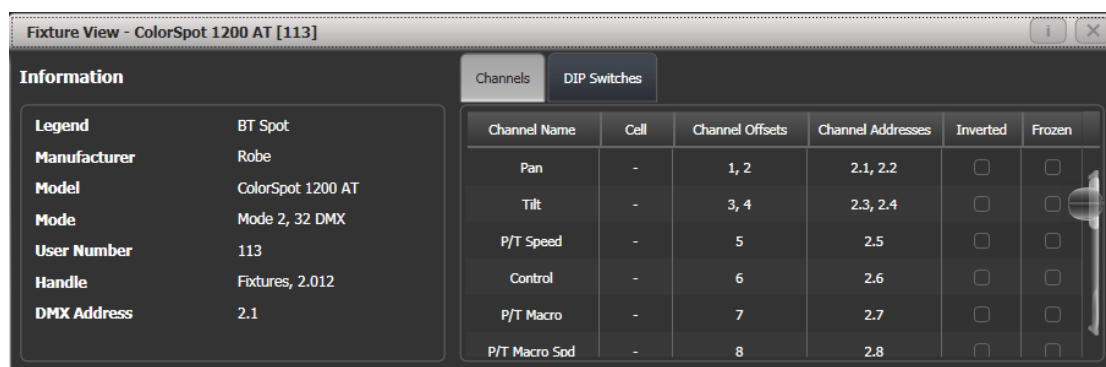 Fixture View - ColorSpot 1200 AT [113] i
Information
Channels DIP Switches
Legend BT Spot
Manufacturer Robe
Model ColorSpot 1200 AT
Mode Mode 2, 32 DMX
User Number 113
Handle Fixtures, 2.012
DMX Address 2.1
Channel Name Cell Channel Offsets Channel Addresses Inverted Frozen
Pan - 1, 2 2.1, 2.2
Tilt - 3, 4 2.3, 2.4
P/T Speed - 5 2.5
Control - 6 2.6
P/T Macro - 7 2.7
P/T Macro Spd - 8 2.8